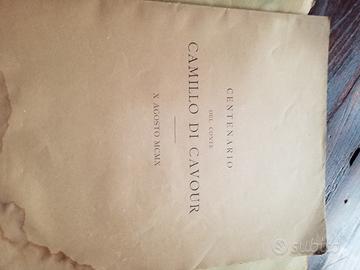 CENTENARIO
DEL CONTE
CAMILLO DI CAVOUR
X AGOSTO MCMX
subito